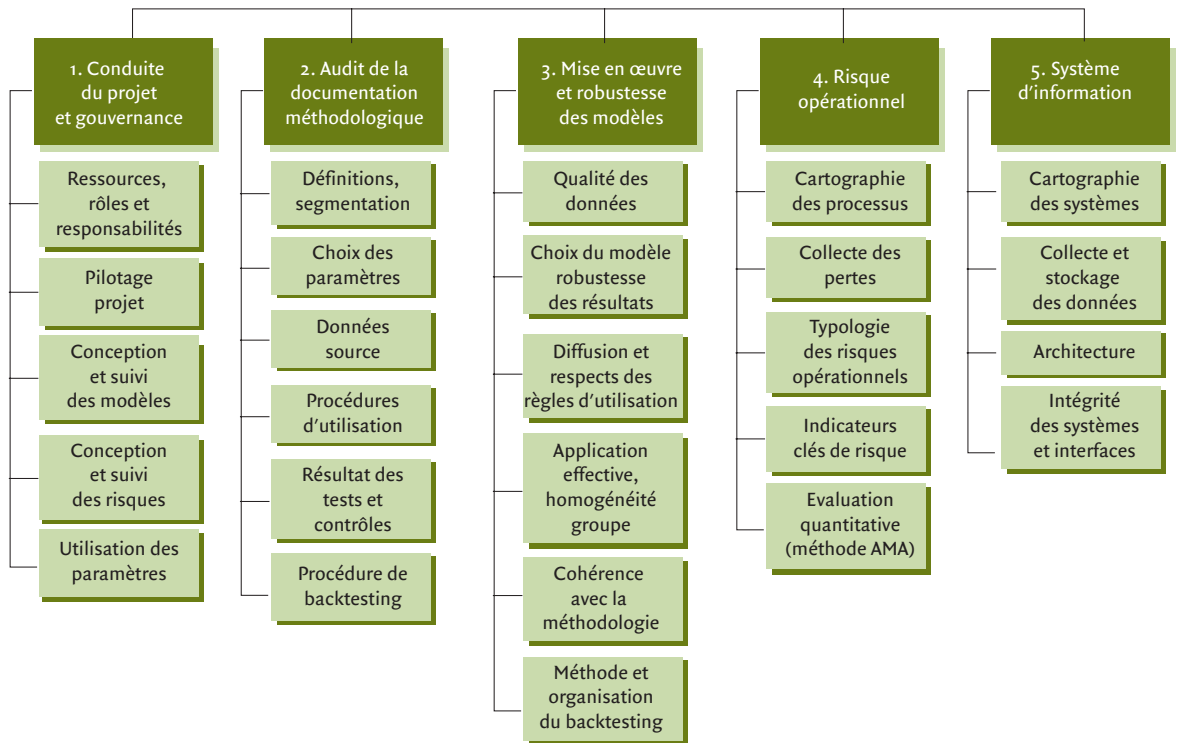 1. Conduite
du projet
et gouvernance
Ressources,
rôles et
responsabilités
Pilotage
projet
Conception
et suivi
des modèles
Conception
et suivi
des risques
Utilisation des
paramètres
2. Audit de la
documentation
méthodologique
Définitions,
segmentation
Choix des
paramètres
Données
source
Procédures
d'utilisation
Résultat des
tests et
contrôles
Procédure de
backtesting
3. Mise en œuvre
et robustesse
des modèles
Qualité des
données
Choix du modèle
robustesse
des résultats
Diffusion et
respects des
règles d'utilisation
Application
effective,
homogénéité
groupe
Cohérence
avec la
méthodologie
Méthode et
organisation
du backtesting
4. Risque
opérationnel
Cartographie
des processus
Collecte des
pertes
Typologie
des risques
opérationnels
Indicateurs
clés de risque
Evaluation
quantitative
(méthode AMA)
5. Système
d'information
Cartographie
des systèmes
Collecte et
stockage
des données
Architecture
Intégrité
des systèmes
et interfaces